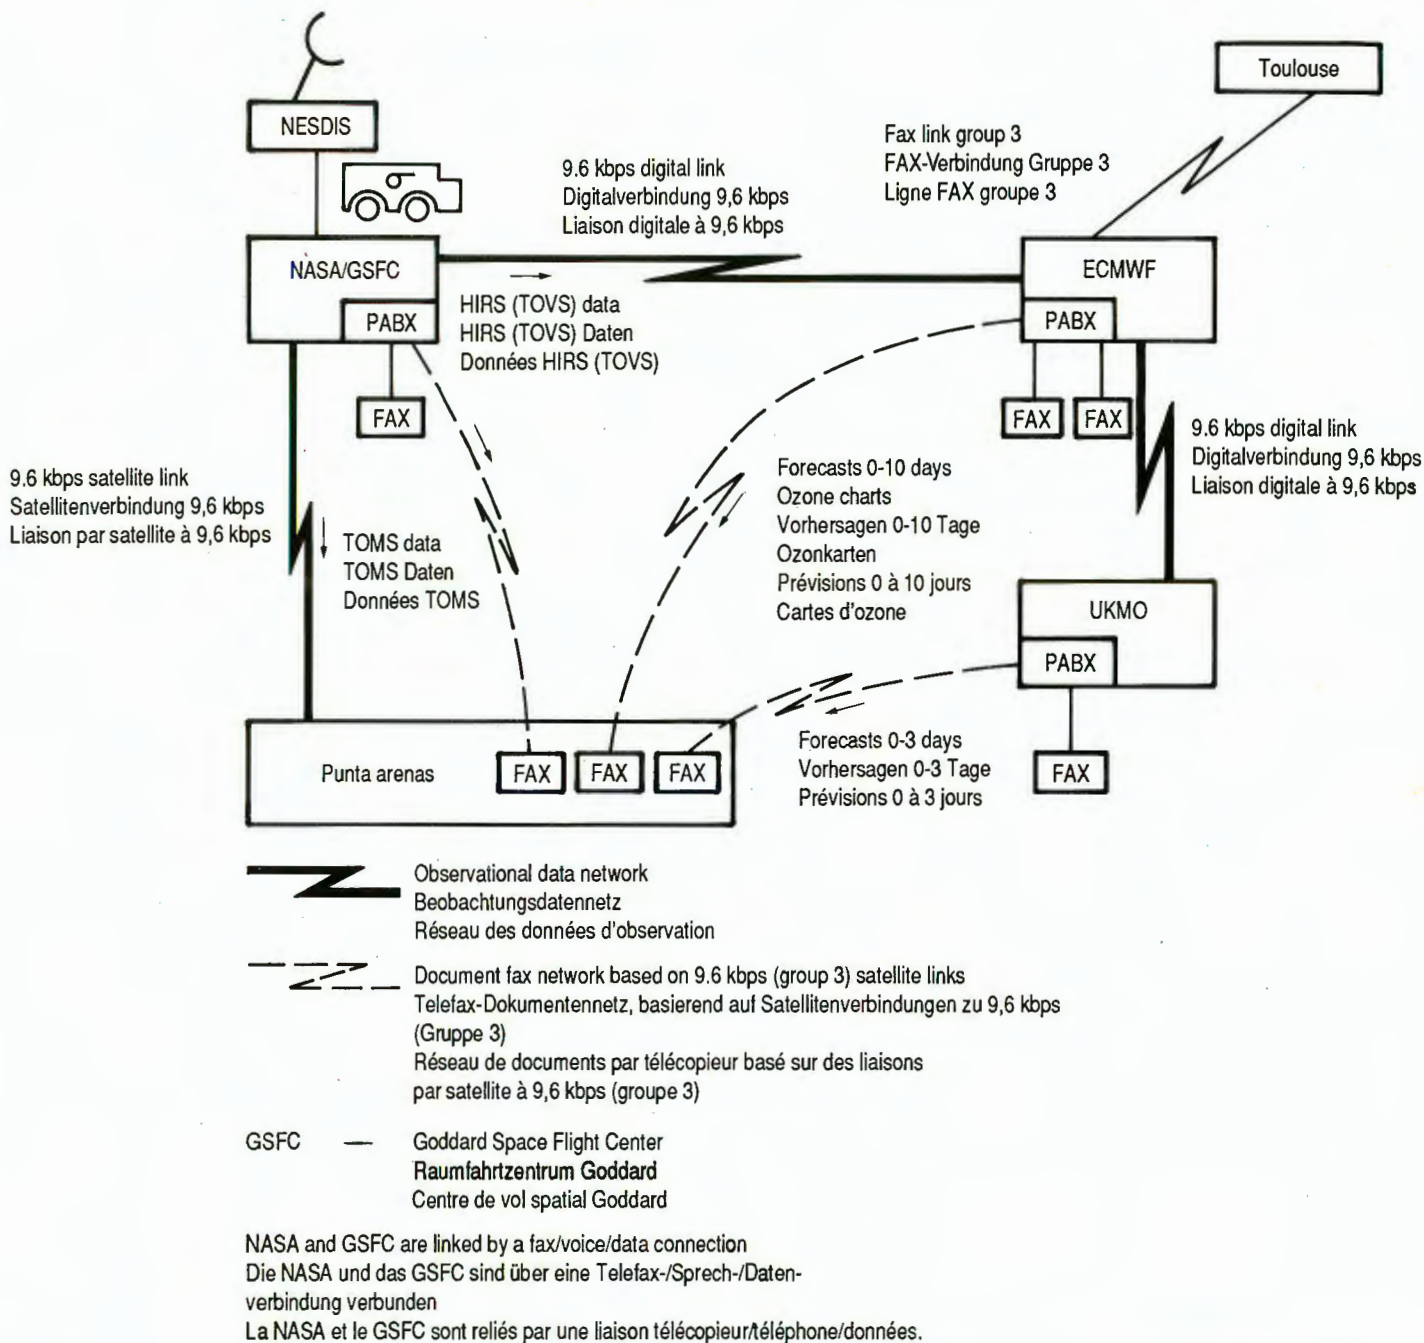 Toulouse
NESDIS
Fax link group 3
FAX-Verbindung Gruppe 3
Ligne FAX groupe 3
9.6 kbps digital link
Digitalverbindung 9,6 kbps
Liaison digitale à 9,6 kbps
NASA/GSFC
PABX
FAX
HIRS (TOVS) data
HIRS (TOVS) Daten
Données HIRS (TOVS)
ECMWF
PABX
FAX
FAX
9.6 kbps digital link
Digitalverbindung 9,6 kbps
Liaison digitale à 9,6 kbps
9.6 kbps satellite link
Satellitenverbindung 9,6 kbps
Liaison par satellite à 9,6 kbps
TOMS data
TOMS Daten
Données TOMS
Forecasts 0-10 days
Ozone charts
Vorhersagen 0-10 Tage
Ozonkarten
Prévisions 0 à 10 jours
Cartes d'ozone
UKMO
PABX
FAX
Forecasts 0-3 days
Vorhersagen 0-3 Tage
Prévisions 0 à 3 jours
Punta arenas
FAX
FAX
FAX
Observational data network
Beobachtungsdatennetz
Réseau des données d'observation
Document fax network based on 9.6 kbps (group 3) satellite links
Telefax-Dokumentennetz, basierend auf Satellitenverbindungen zu 9,6 kbps
(Gruppe 3)
Réseau de documents par télécopieur basé sur des liaisons
par satellite à 9,6 kbps (groupe 3)
GSFC — Goddard Space Flight Center
Raumfahrtzentrum Goddard
Centre de vol spatial Goddard
NASA and GSFC are linked by a fax/voice/data connection
Die NASA und das GSFC sind über eine Telefax-/Sprech-/Daten-
verbindung verbunden
La NASA et le GSFC sont reliés par une liaison télécopieur/téléphone/données.